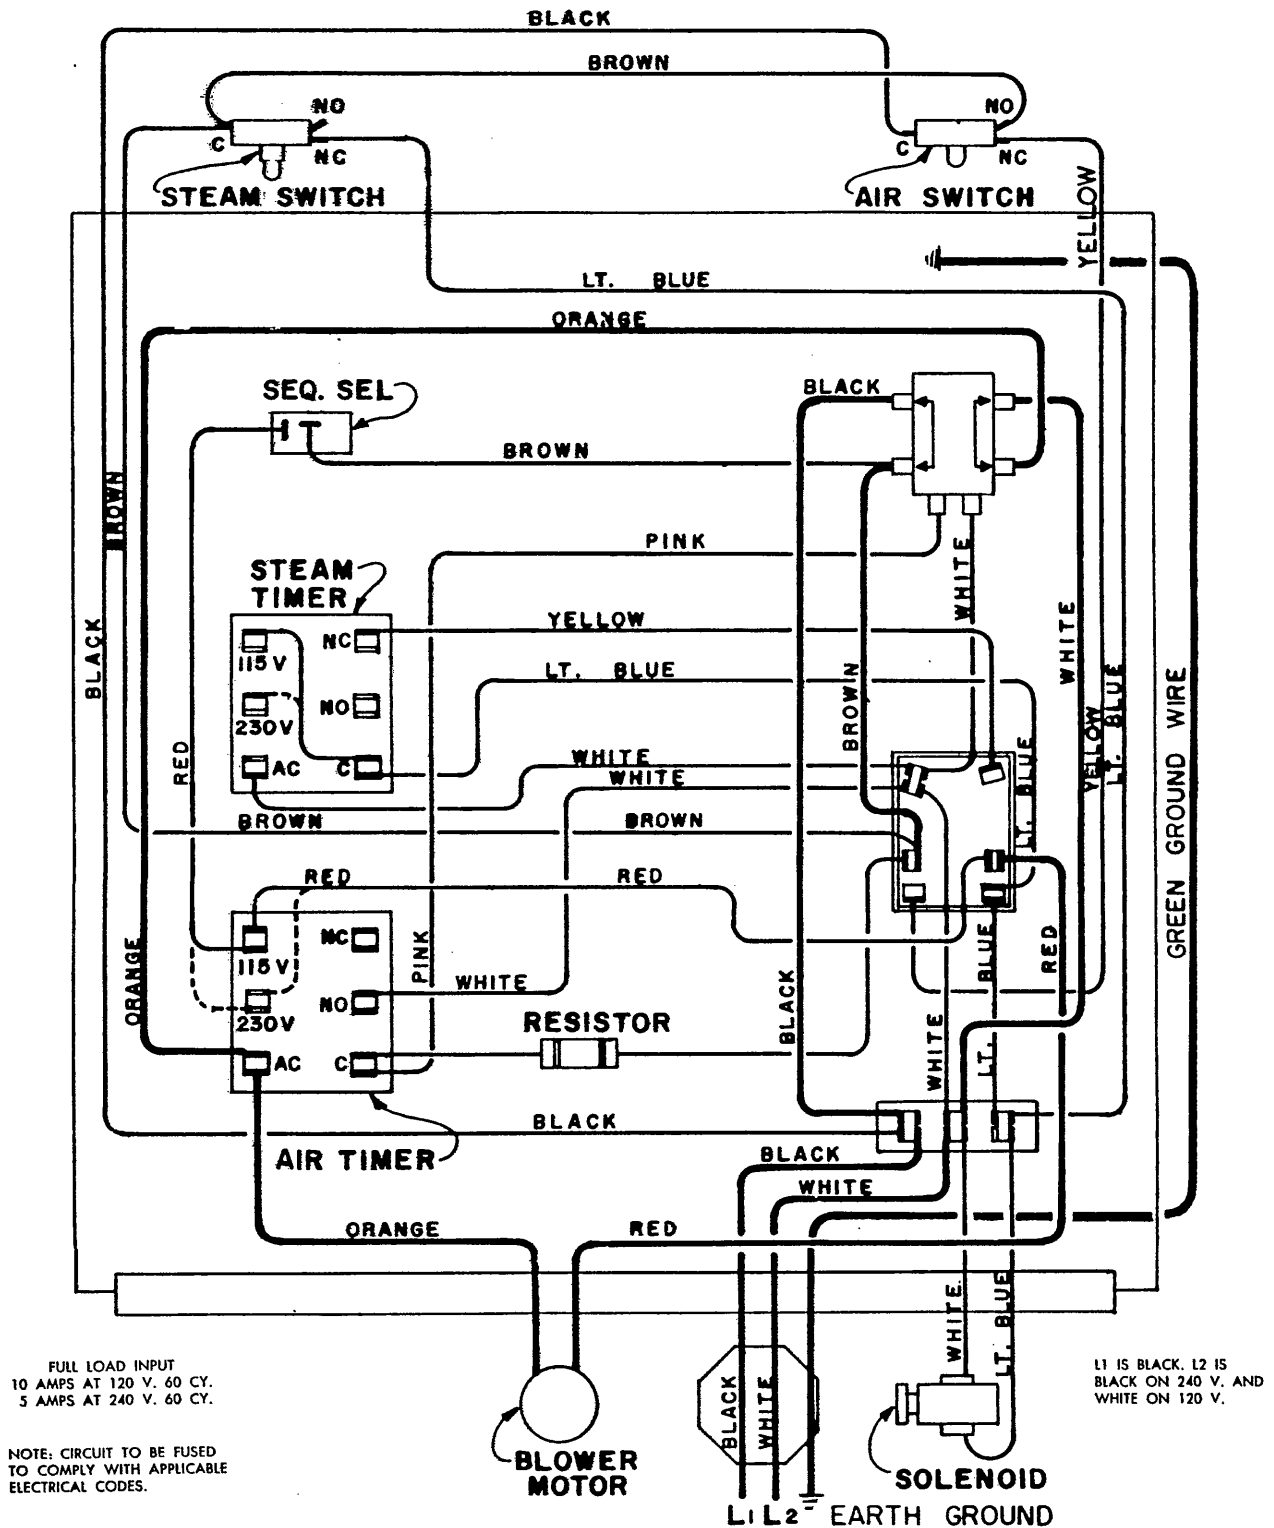 BLACK
BROWN
NO
NO
C
NC
C
NC
STEAM SWITCH
AIR SWITCH
YELLOW
LT. BLUE
ORANGE
SEQ. SEL
BLACK
BROWN
BROWN
PINK
WHITE
STEAM
TIMER
YELLOW
WHITE
BLACK
NC
115 V
LT. BLUE
BROWN
LT. BLUE
GREEN GROUND WIRE
NO
230V
RED
YELLOW
LT. BLUE
WHITE
AC
C
WHITE
BROWN
BROWN
RED
RED
ORANGE
NC
PINK
BLUE
RED
115 V
WHITE
BLACK
NO
230V
RESISTOR
WHITE
LT.
AC
C
BLACK
AIR TIMER
BLACK
WHITE
ORANGE
RED
WHITE
LT. BLUE
FULL LOAD INPUT
10 AMPS AT 120 V. 60 CY.
5 AMPS AT 240 V. 60 CY.
L1 IS BLACK. L2 IS
BLACK ON 240 V. AND
WHITE ON 120 V.
BLACK
WHITE
NOTE: CIRCUIT TO BE FUSED
TO COMPLY WITH APPLICABLE
ELECTRICAL CODES.
BLOWER
MOTOR
SOLENOID
L1 L2
EARTH GROUND